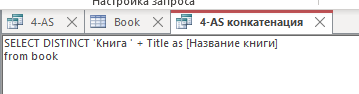 Настройка запроса
4-AS
Book
4-AS конкатенация
SELECT DISTINCT 'Книга ' + Title as [Название книги]
from book